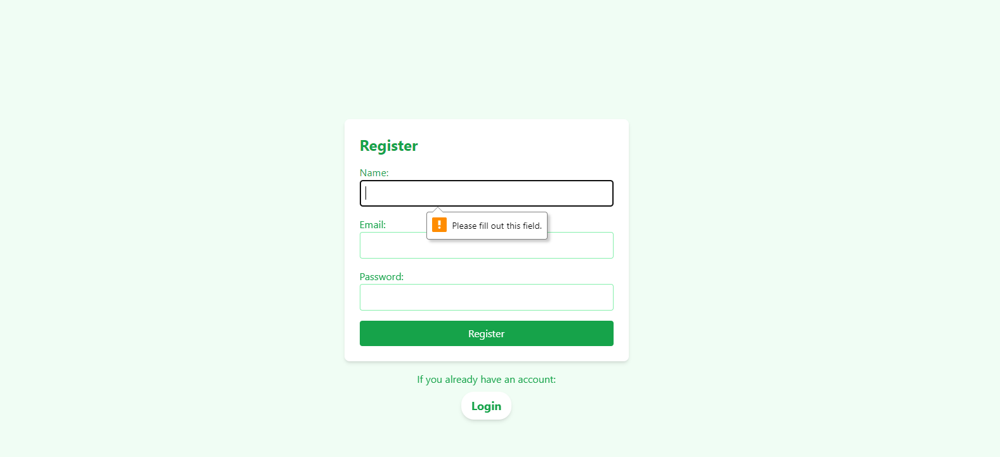 Register
Name:
Please fill out this field.
Email:
Password:
Register
If you already have an account:
Login